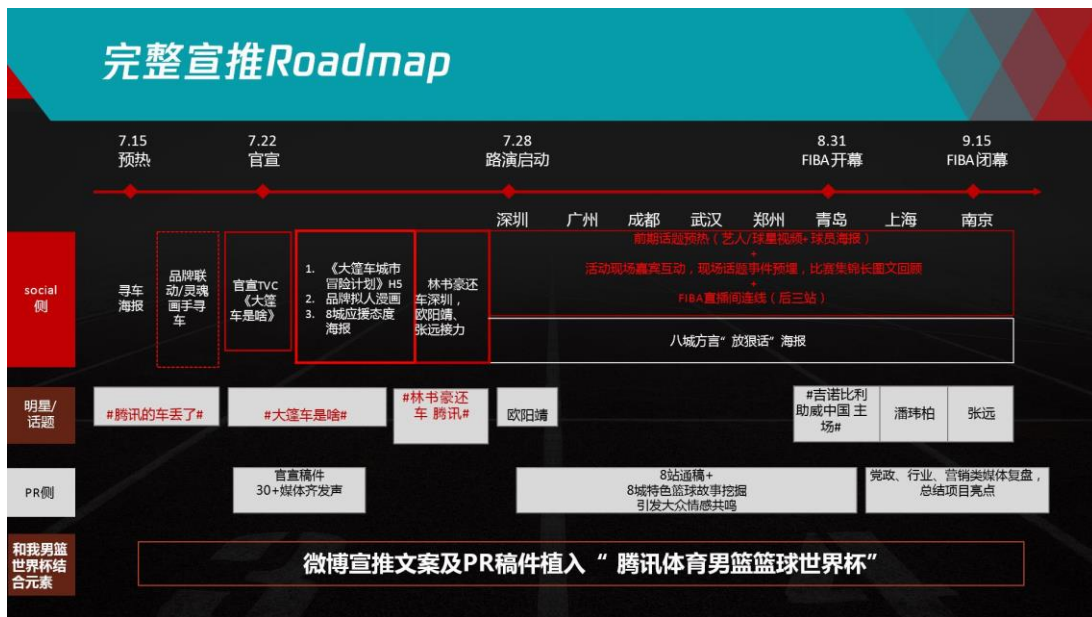 完整宣推Roadmap
7.15
预热
7.22
官宣
7.28
路演启动
8.31
FIBA开幕
9.15
FIBA闭幕
深圳 广州 成都 武汉 郑州 青岛 上海 南京
social
侧
寻车
海报
品牌联
动/灵魂
画手寻
车
官宣TVC
《大篷
车是啥》
1. 《大篷车城市
冒险计划》H5
2. 品牌拟人漫画
3. 8城应援态度
海报
林书豪还
车深圳，
欧阳靖、
张远接力
前期话题预热（艺人/球星视频+球员海报）
+
活动现场嘉宾互动，现场话题事件预埋，比赛集锦长图文回顾
+
FIBA直播间连线（后三站）
八城方言“放狠话”海报
明星/
话题
#腾讯的车丢了#
#大篷车是啥#
#林书豪还
车 腾讯#
欧阳靖
#吉诺比利
助威中国 主
场#
潘玮柏
张远
PR侧
官宣稿件
30+媒体齐发声
8站通稿+
8城特色篮球故事挖掘
引发大众情感共鸣
党政、行业、营销类媒体复盘，
总结项目亮点
和我男篮
世界杯结
合元素
微博宣推文案及PR稿件植入“ 腾讯体育男篮篮球世界杯”